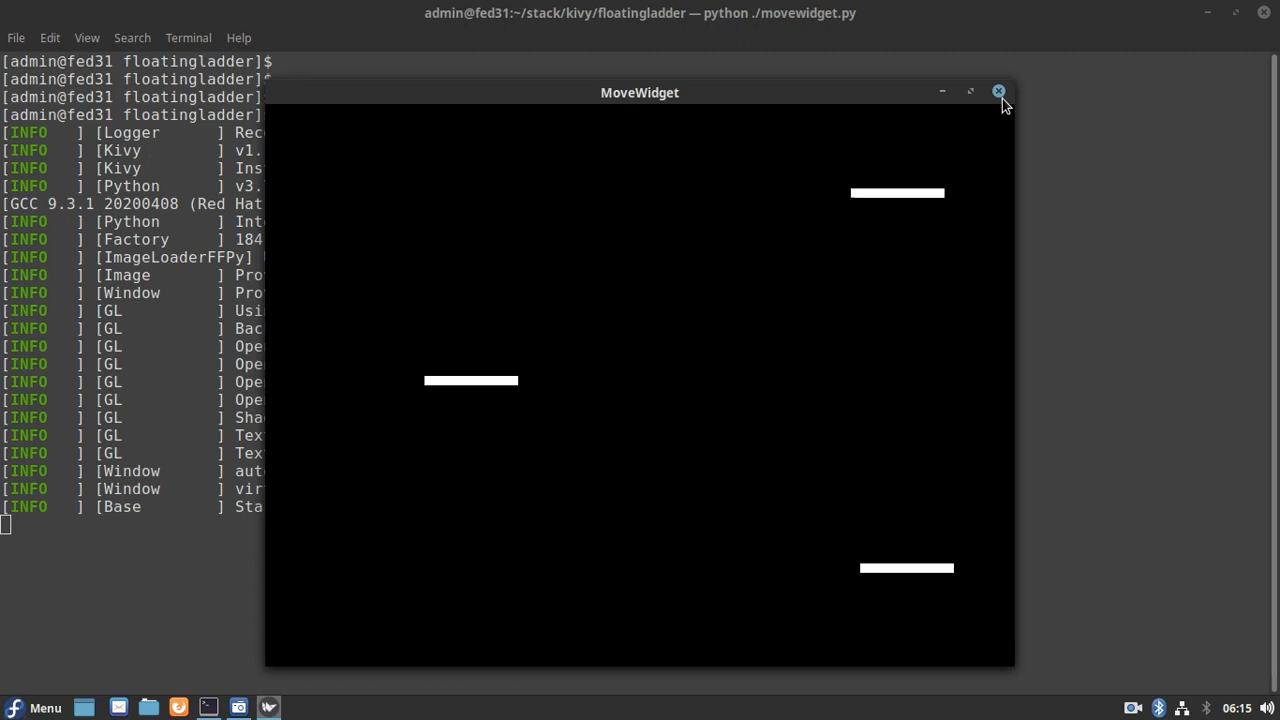 admin@fed31:~/stack/kivy/floatingladder — python ./movewidget.py
File Edit View Search Terminal Help
[admin@fed31 floatingladder]$
[admin@fed31 floatingladder]$
[admin@fed31 floatingladder]
[admin@fed31 floatingladder]
MoveWidget
[INFO   ] [Logger      ] Rec
[INFO   ] [Kivy        ] v1.
[INFO   ] [Kivy        ] Ins
[INFO   ] [Python      ] v3.
[GCC 9.3.1 20200408 (Red Hat
[INFO   ] [Python      ] Int
[INFO   ] [Factory     ] 184
[INFO   ] [ImageLoaderFFPy]
[INFO   ] [Image       ] Pro
[INFO   ] [Window      ] Pro
[INFO   ] [GL          ] Usi
[INFO   ] [GL          ] Bac
[INFO   ] [GL          ] Ope
[INFO   ] [GL          ] Ope
[INFO   ] [GL          ] Ope
[INFO   ] [GL          ] Ope
[INFO   ] [GL          ] Sha
[INFO   ] [GL          ] Tex
[INFO   ] [GL          ] Tex
[INFO   ] [Window      ] aut
[INFO   ] [Window      ] vir
[INFO   ] [Base        ] Sta
Menu
06:15